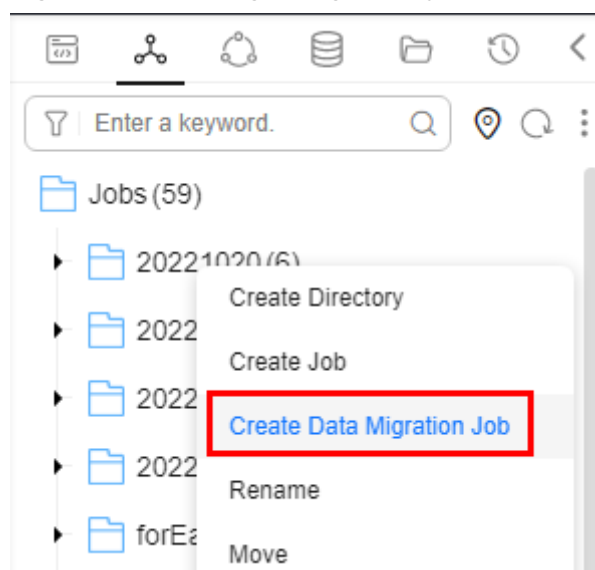 Enter a keyword.
Jobs (59)
20221020 (6)
Create Directory
2022
Create Job
2022
Create Data Migration Job
2022
Rename
forEa
Move